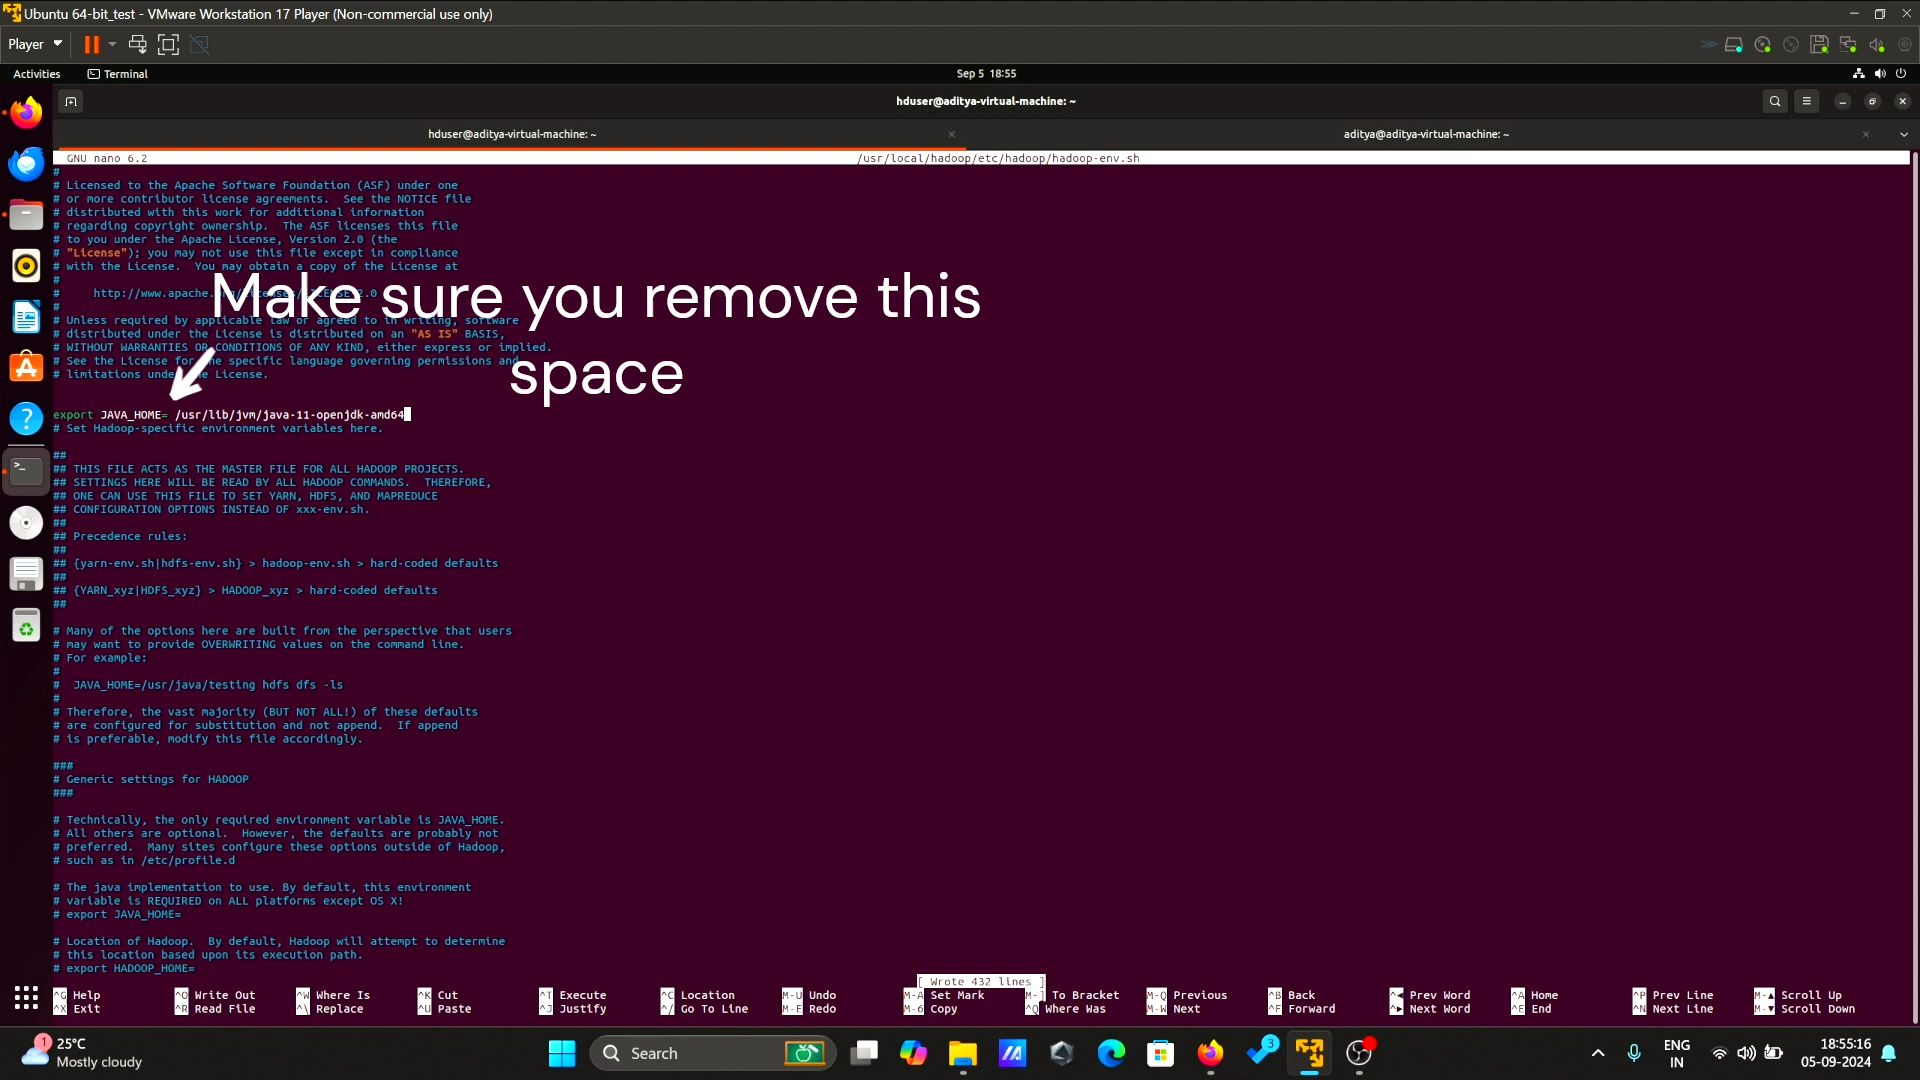 Ubuntu 64-bit_test - VMware Workstation 17 Player (Non-commercial use only)
Player
Activities
Terminal
Sep 5 18:55
hduser@aditya-virtual-machine: ~
hduser@aditya-virtual-machine: ~
aditya@aditya-virtual-machine: ~
GNU nano 6.2
/usr/local/hadoop/etc/hadoop/hadoop-env.sh
#
# Licensed to the Apache Software Foundation (ASF) under one
# or more contributor license agreements.  See the NOTICE file
# distributed with this work for additional information
# regarding copyright ownership.  The ASF licenses this file
# to you under the Apache License, Version 2.0 (the
# "License"); you may not use this file except in compliance
# with the License.  You may obtain a copy of the License at
#
#     http://www.apache.org/licenses/LICENSE-2.0
#
# Unless required by applicable law or agreed to in writing, software
# distributed under the License is distributed on an "AS IS" BASIS,
# WITHOUT WARRANTIES OR CONDITIONS OF ANY KIND, either express or implied.
# See the License for the specific language governing permissions and
# limitations under the License.
Make sure you remove this
space
export JAVA_HOME= /usr/lib/jvm/java-11-openjdk-amd64
# Set Hadoop-specific environment variables here.
##
## THIS FILE ACTS AS THE MASTER FILE FOR ALL HADOOP PROJECTS.
## SETTINGS HERE WILL BE READ BY ALL HADOOP COMMANDS.  THEREFORE,
## ONE CAN USE THIS FILE TO SET YARN, HDFS, AND MAPREDUCE
## CONFIGURATION OPTIONS INSTEAD OF xxx-env.sh.
##
## Precedence rules:
##
## {yarn-env.sh|hdfs-env.sh} > hadoop-env.sh > hard-coded defaults
##
## {YARN_xyz|HDFS_xyz} > HADOOP_xyz > hard-coded defaults
##
# Many of the options here are built from the perspective that users
# may want to provide OVERWRITING values on the command line.
# For example:
#
#  JAVA_HOME=/usr/java/testing hdfs dfs -ls
#
# Therefore, the vast majority (BUT NOT ALL!) of these defaults
# are configured for substitution and not append.  If append
# is preferable, modify this file accordingly.
###
# Generic settings for HADOOP
###
# Technically, the only required environment variable is JAVA_HOME.
# All others are optional.  However, the defaults are probably not
# preferred.  Many sites configure these options outside of Hadoop,
# such as in /etc/profile.d
# The java implementation to use. By default, this environment
# variable is REQUIRED on ALL platforms except OS X!
# export JAVA_HOME=
# Location of Hadoop.  By default, Hadoop will attempt to determine
# this location based upon its execution path.
# export HADOOP_HOME=
[ Wrote 432 lines ]
^G Help ^O Write Out ^W Where Is ^K Cut ^T Execute ^C Location M-U Undo M-A Set Mark M-] To Bracket M-Q Previous ^B Back ^◂ Prev Word ^A Home ^P Prev Line M-▲ Scroll Up
^X Exit ^R Read File ^\ Replace ^U Paste ^J Justify ^/ Go To Line M-E Redo M-6 Copy ^Q Where Was M-W Next ^F Forward ^▸ Next Word ^E End ^N Next Line M-▼ Scroll Down
1
25°C
Mostly cloudy
Search
3
ENG
IN
18:55:16
05-09-2024